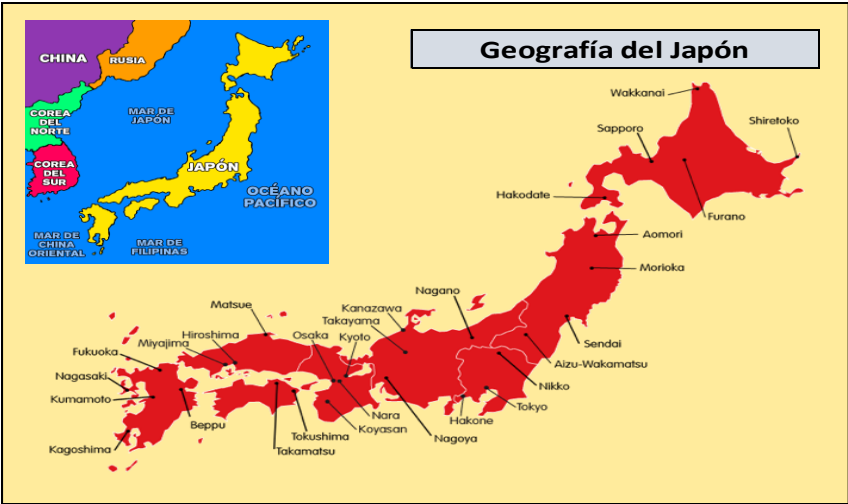 Geografía del Japón
CHINA
RUSIA
COREA
DEL
NORTE
MAR DE
JAPÓN
COREA
DEL
SUR
JAPÓN
OCÉANO
PACÍFICO
MAR DE
CHINA
ORIENTAL
MAR DE
FILIPINAS
Wakkanai
Shiretoko
Sapporo
Hakodate
Furano
Aomori
Morioka
Nagano
Kanazawa
Matsue
Takayama
Hiroshima
Osaka
Kyoto
Miyajima
Sendai
Fukuoka
Aizu-Wakamatsu
Nagasaki
Nikko
Kumamoto
Tokyo
Beppu
Nara
Hakone
Koyasan
Tokushima
Nagoya
Kagoshima
Takamatsu